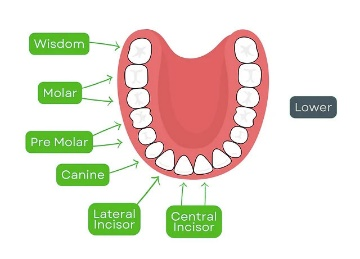 Wisdom
Molar
Lower
Pre Molar
Canine
Lateral
Incisor
Central
Incisor